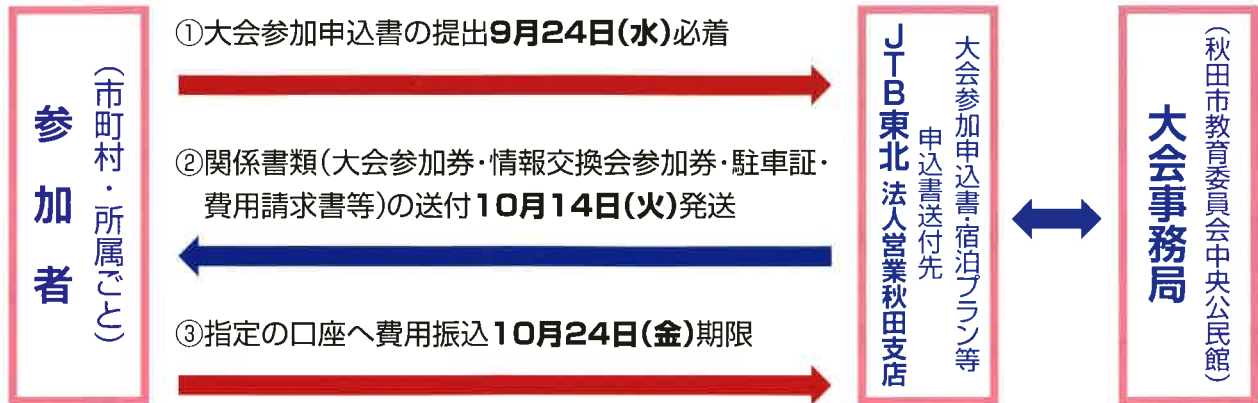 参加者
(市町村・所属ごと)
①大会参加申込書の提出9月24日(水)必着
②関係書類(大会参加券・情報交換会参加券・駐車証・
費用請求書等)の送付10月14日(火)発送
③指定の口座へ費用振込10月24日(金)期限
大会参加申込書・宿泊プラン等
申込書送付先
JTB東北 法人営業秋田支店
(秋田市教育委員会中央公民館)
大会事務局